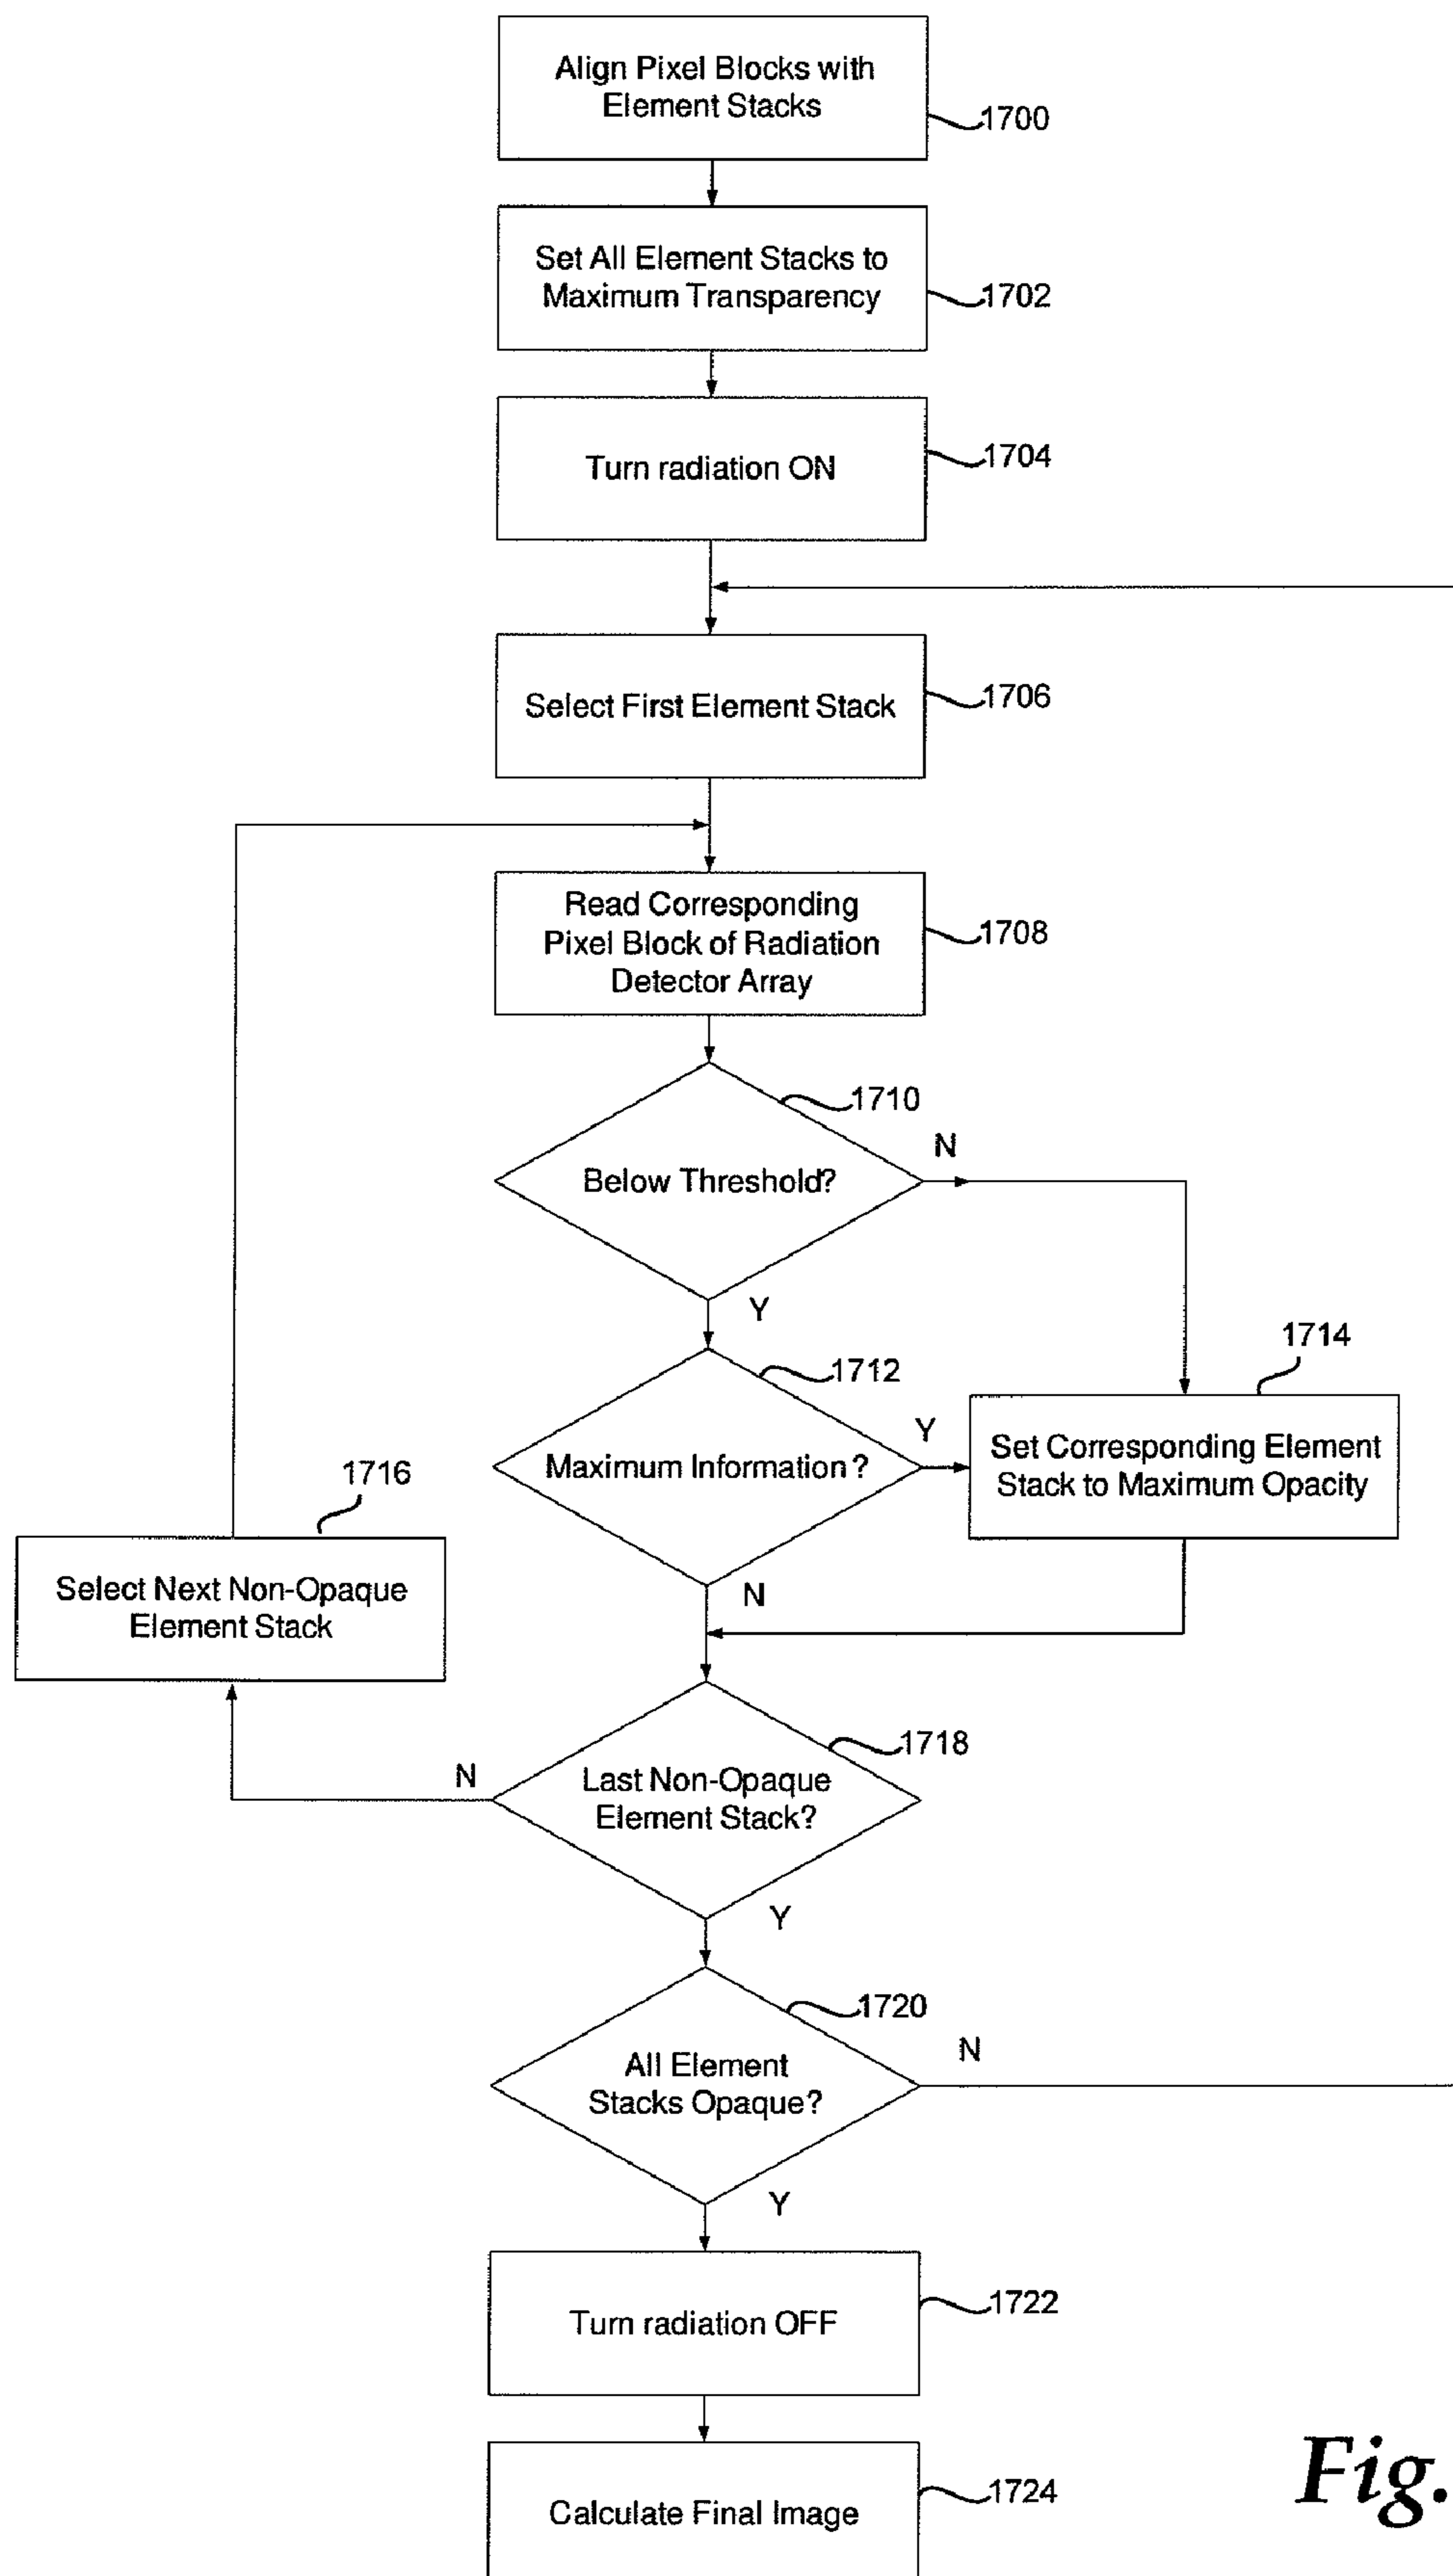 Align Pixel Blocks with
Element Stacks
1700
Set All Element Stacks to
Maximum Transparency
1702
Turn radiation ON
1704
Select First Element Stack
1706
Read Corresponding
Pixel Block of Radiation
Detector Array
1708
1710
N
Below Threshold?
Y
1712
1714
Y
Maximum Information?
Set Corresponding Element
Stack to Maximum Opacity
1716
N
Select Next Non-Opaque
Element Stack
1718
N
Last Non-Opaque
Element Stack?
Y
1720
N
All Element
Stacks Opaque?
Y
Turn radiation OFF
1722
Calculate Final Image
1724
Fig.